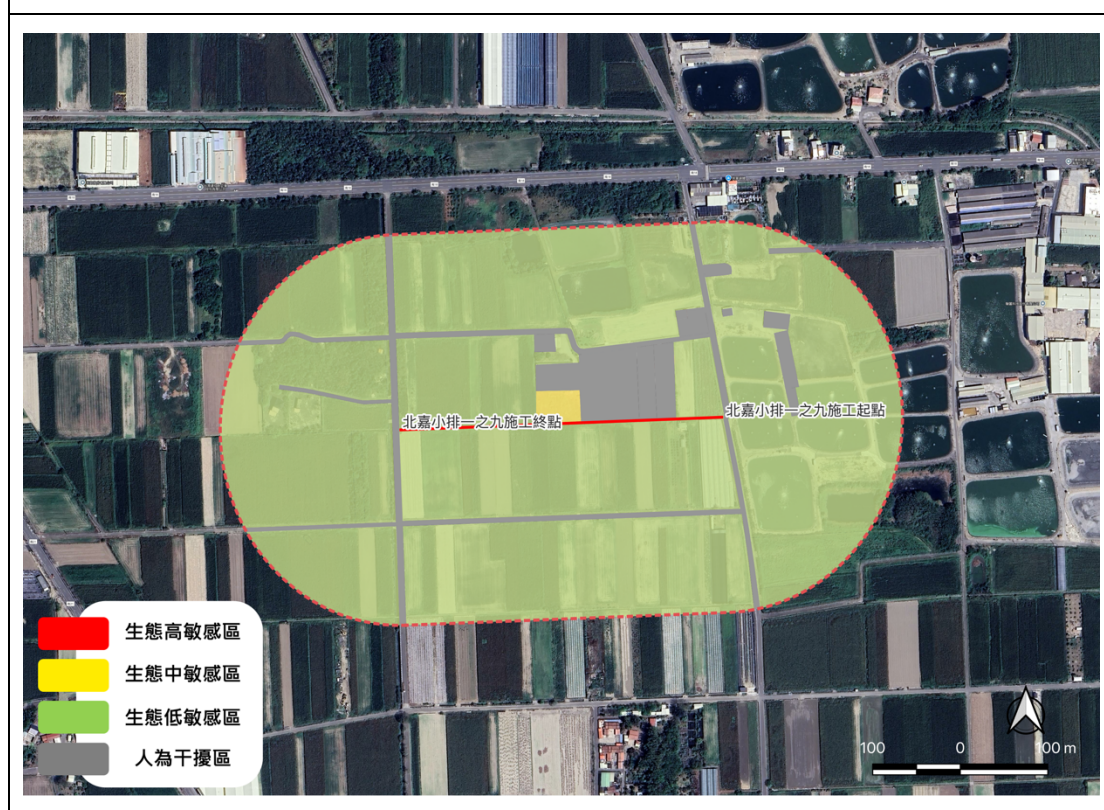 北嘉小排一之九施工終點
北嘉小排一之九施工起點
生態高敏感區
生態中敏感區
生態低敏感區
人為干擾區
100 0 100 m